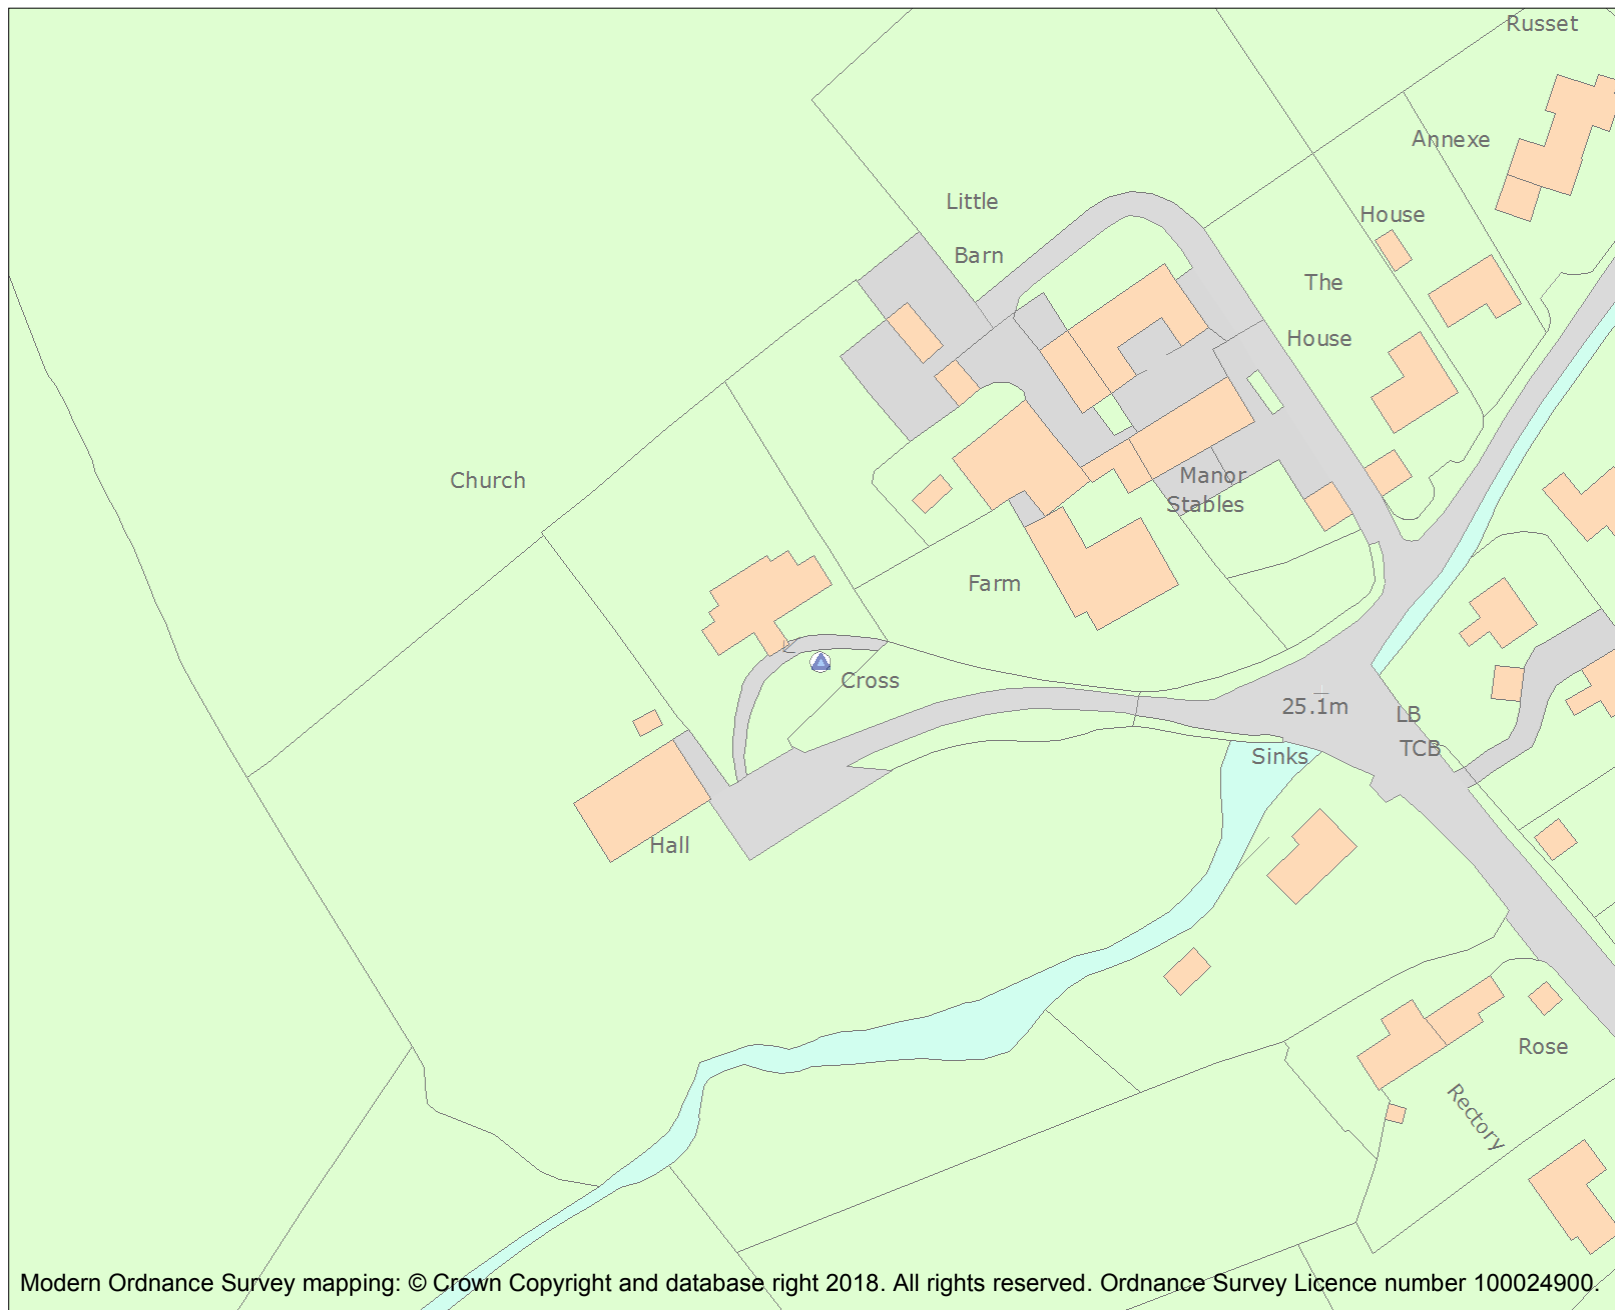 Russet
Annexe
Little
House
Barn
The
House
Church
Manor
Stables
Farm
Cross
25.1m
LB
TCB
Sinks
Hall
Rose
Rectory
Modern Ordnance Survey mapping: © Crown Copyright and database right 2018. All rights reserved. Ordnance Survey Licence number 100024900.